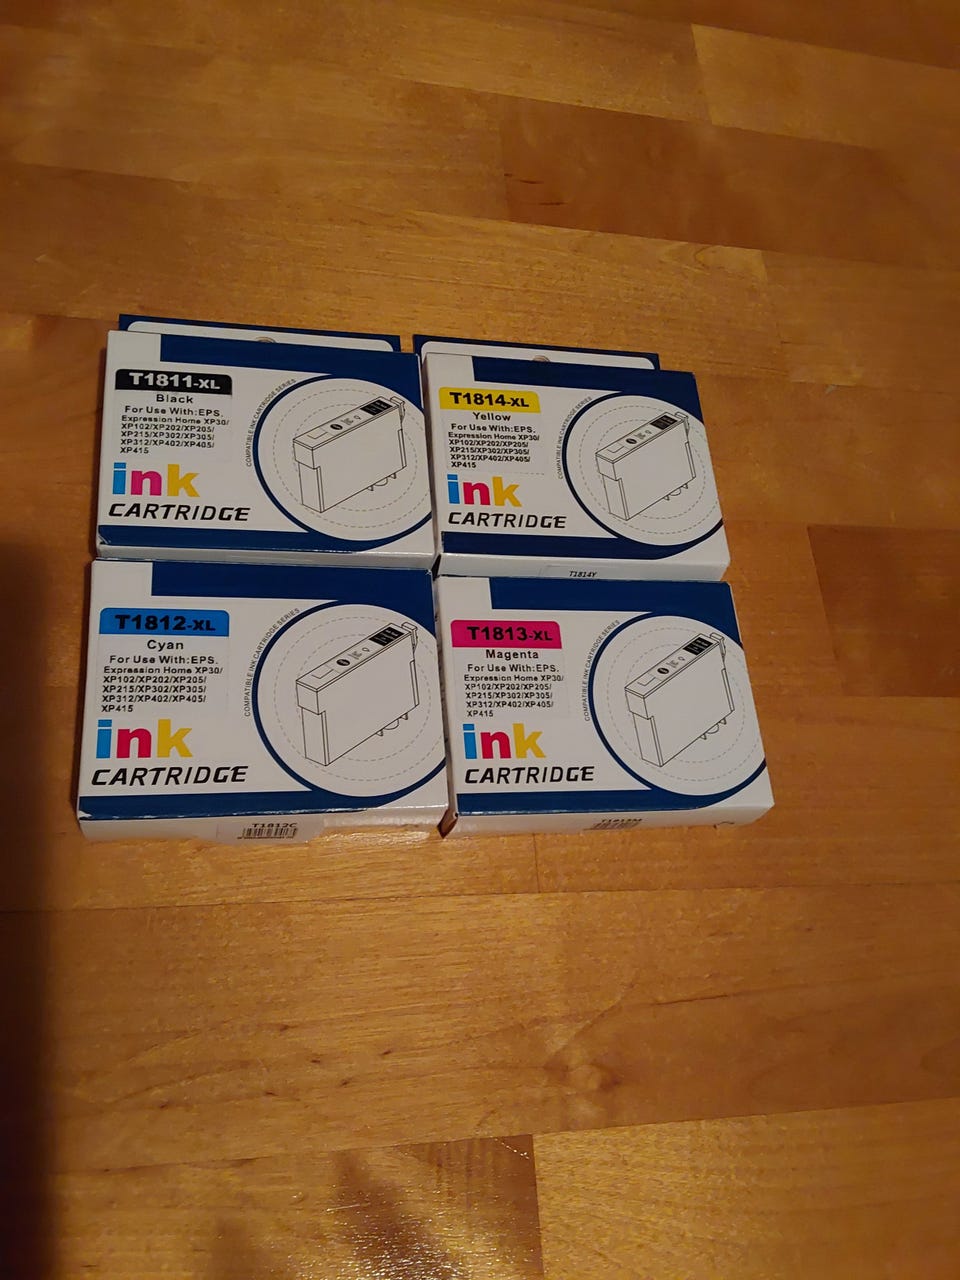 T1811-XL
Black
For Use With:EPS.
Expression Home XP30/
XP102/XP202/XP205/
XP215/XP302/XP305/
XP312/XP402/XP405/
XP415
ink
CARTRIDGE
COMPATIBLE INK CARTRIDGE SERIES
T1814-XL
Yellow
For Use With:EPS.
Expression Home XP30/
XP102/XP202/XP205/
XP215/XP302/XP305/
XP312/XP402/XP405/
XP415
ink
CARTRIDGE
COMPATIBLE INK CARTRIDGE SERIES
T1814Y
T1812-XL
Cyan
For Use With:EPS.
Expression Home XP30/
XP102/XP202/XP205/
XP215/XP302/XP305/
XP312/XP402/XP405/
XP415
ink
CARTRIDGE
COMPATIBLE INK CARTRIDGE SERIES
T1812C
T1813-XL
Magenta
For Use With:EPS.
Expression Home XP30/
XP102/XP202/XP205/
XP215/XP302/XP305/
XP312/XP402/XP405/
XP415
ink
CARTRIDGE
COMPATIBLE INK CARTRIDGE SERIES
T1813M